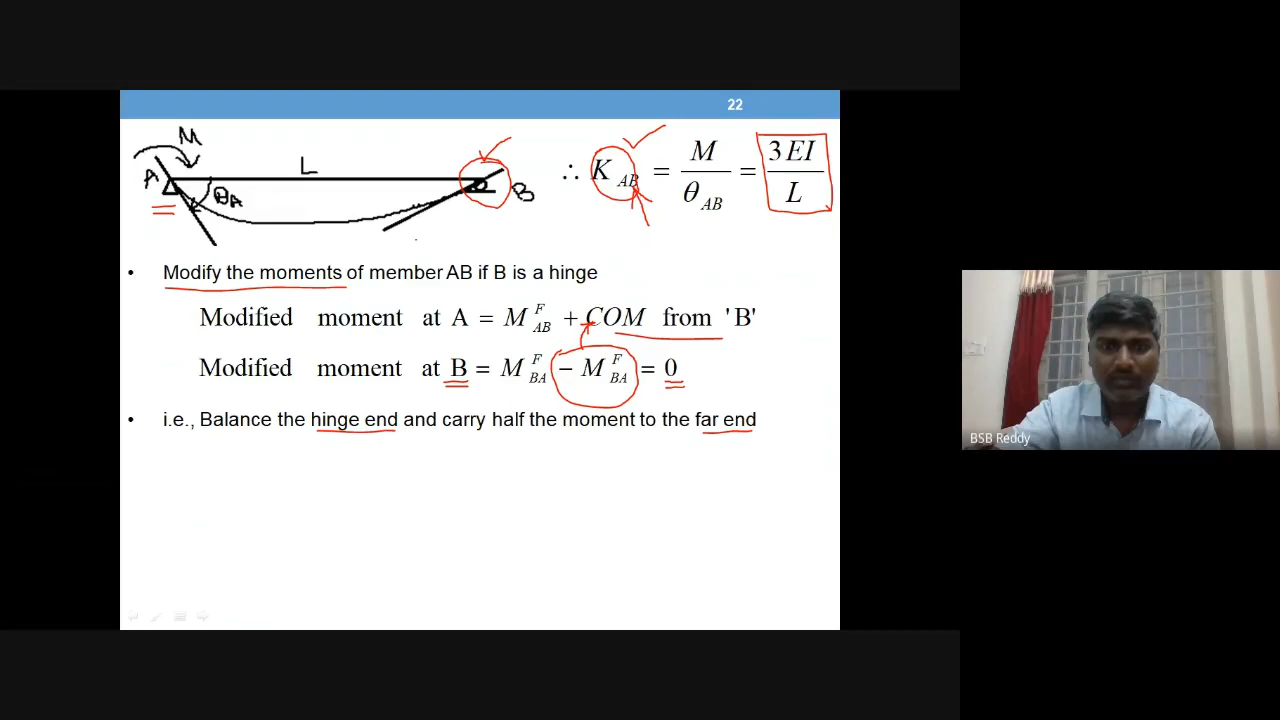 22
M
A
L
θA
B
∴ K_AB = M / θ_AB = 3EI / L
• Modify the moments of member AB if B is a hinge
Modified moment at A = M^F_AB + COM from 'B'
Modified moment at B = M^F_BA − M^F_BA = 0
• i.e., Balance the hinge end and carry half the moment to the far end
BSB Reddy